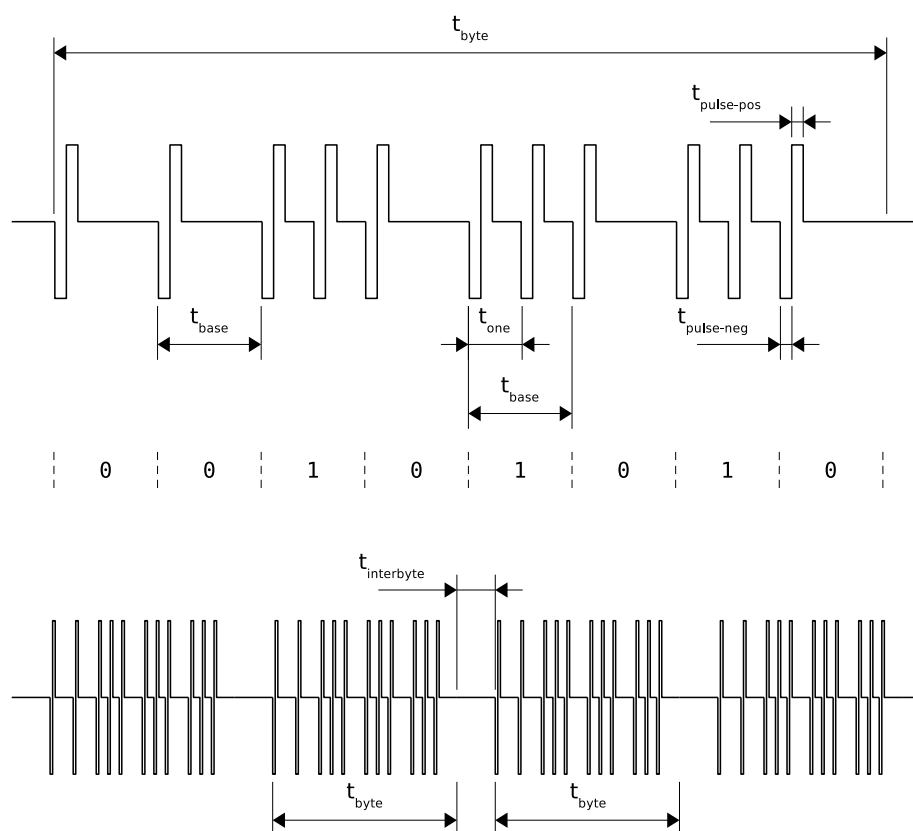 t_byte
t_pulse-pos
t_base
t_one
t_pulse-neg
t_base
0 0 1 0 1 0 1 0
t_interbyte
t_byte
t_byte